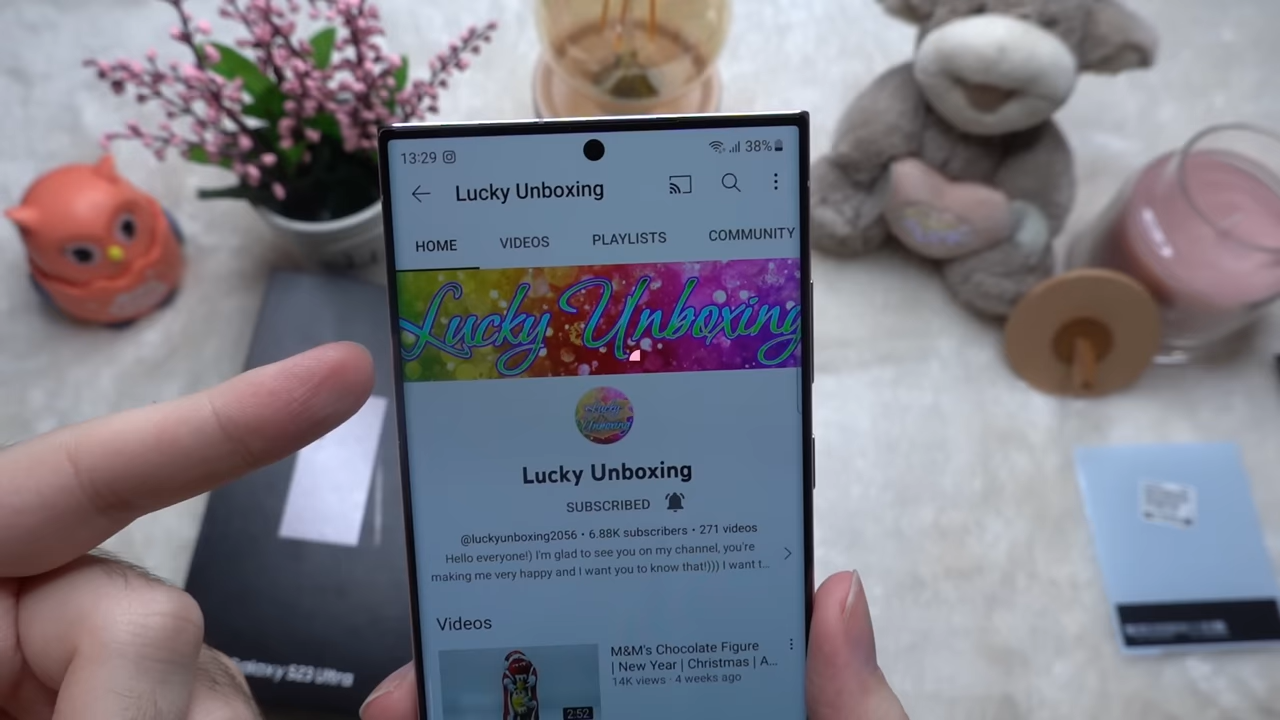 13:29
38%
Lucky Unboxing
HOME VIDEOS PLAYLISTS COMMUNITY
Lucky Unboxing
Lucky
Unboxing
Lucky Unboxing
SUBSCRIBED
@luckyunboxing2056 • 6.88K subscribers • 271 videos
Hello everyone!) I'm glad to see you on my channel, you're
making me very happy and I want you to know that!))) I want t...
Videos
M&M's Chocolate Figure
| New Year | Christmas | A...
14K views · 4 weeks ago
2:52
Galaxy S23 Ultra